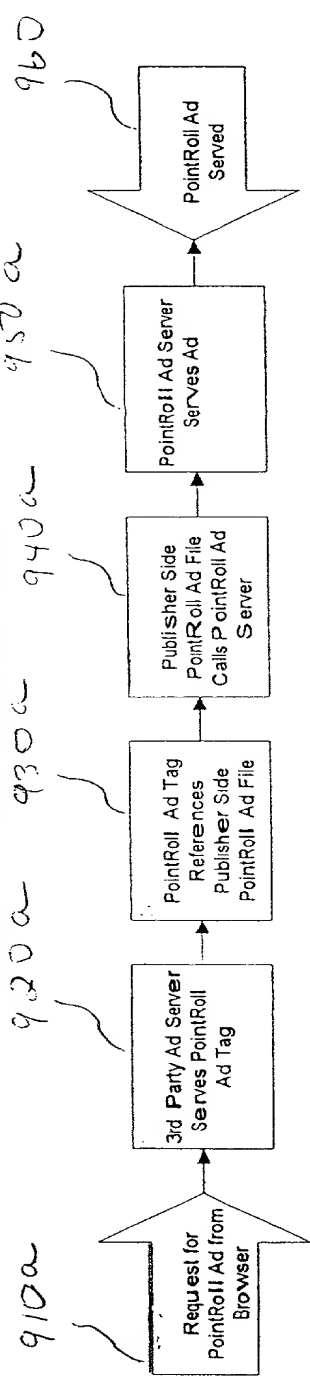 910a
920a
930a
940a
950a
960
Request for
PointRoll Ad from
Browser
3rd Party Ad Server
Serves PointRoll
Ad Tag
PointRoll Ad Tag
References
Publisher Side
PointRoll Ad File
Publisher Side
PointRoll Ad File
Calls PointRoll Ad
Server
PointRoll Ad Server
Serves Ad
PointRoll Ad
Served